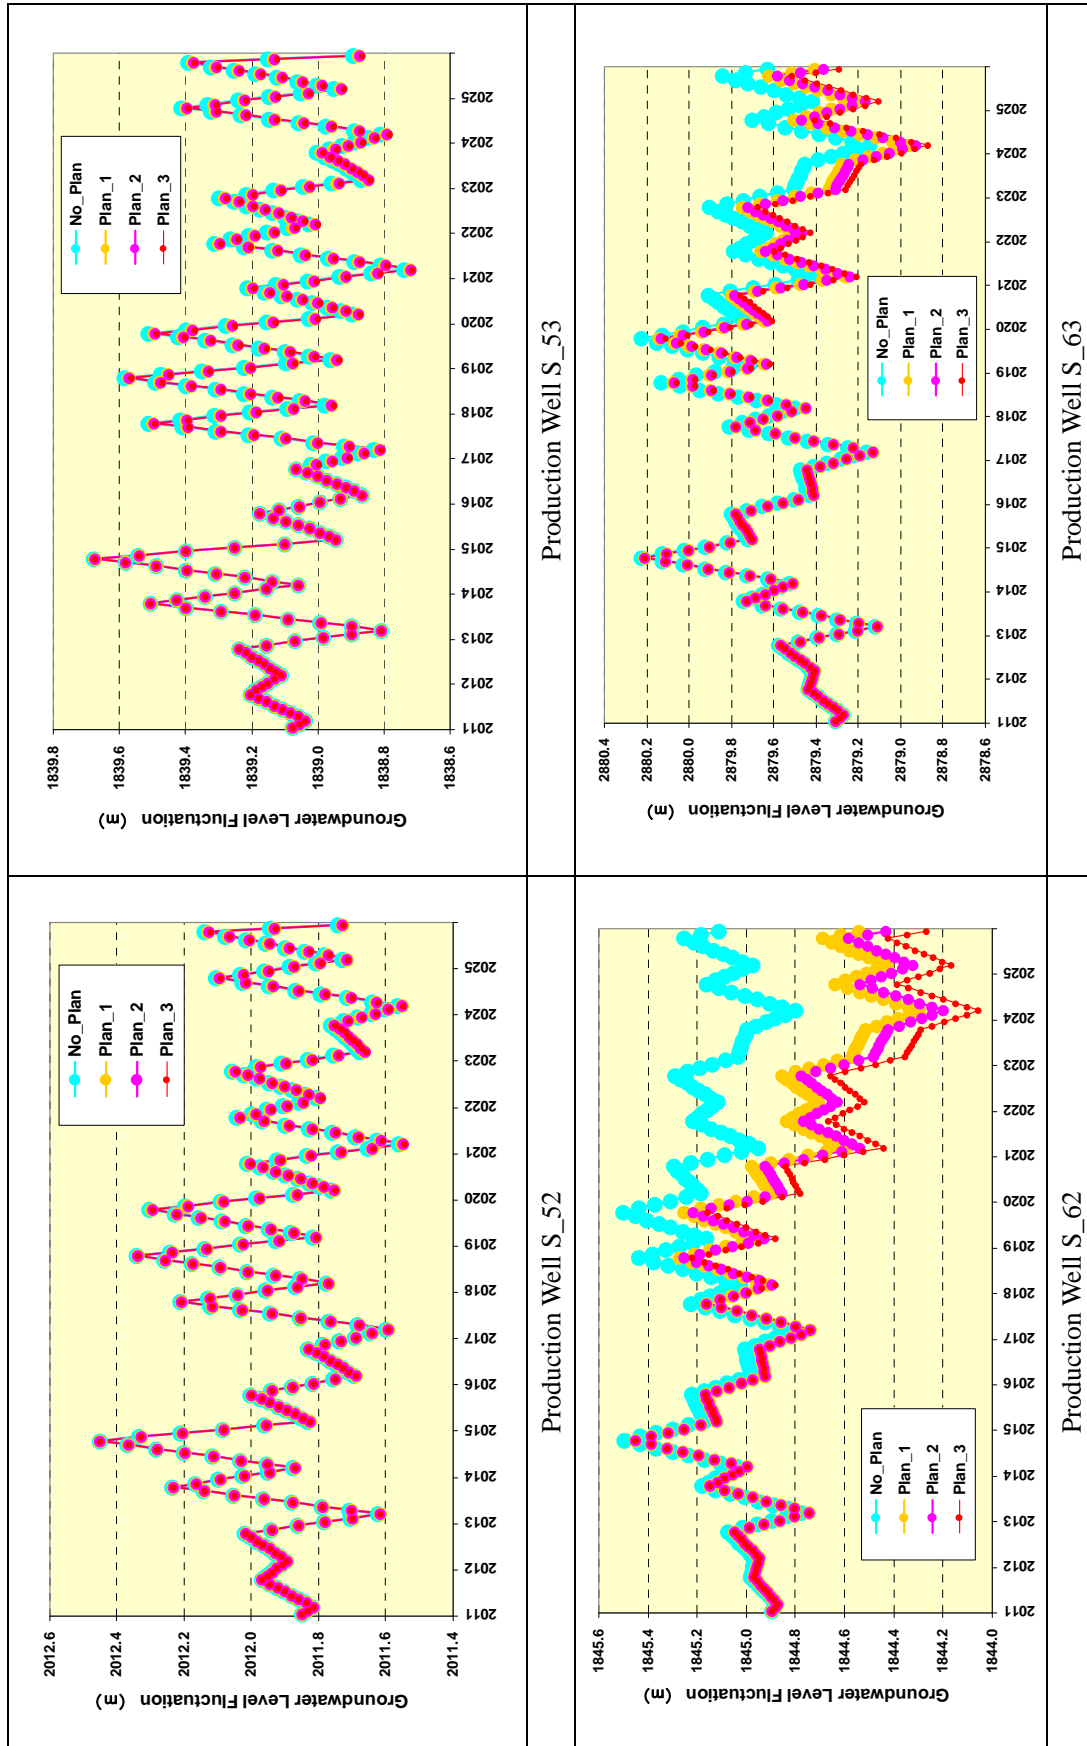 2012.6
2012.4
2012.2
2012.0
2011.8
2011.6
2011.4
Groundwater Level Fluctuation (m)
2011 2012 2013 2014 2015 2016 2017 2018 2019 2020 2021 2022 2023 2024 2025
No_Plan
Plan_1
Plan_2
Plan_3
Production Well S_52
1839.8
1839.6
1839.4
1839.2
1839.0
1838.8
1838.6
Groundwater Level Fluctuation (m)
2011 2012 2013 2014 2015 2016 2017 2018 2019 2020 2021 2022 2023 2024 2025
No_Plan
Plan_1
Plan_2
Plan_3
Production Well S_53
1845.6
1845.4
1845.2
1845.0
1844.8
1844.6
1844.4
1844.2
1844.0
Groundwater Level Fluctuation (m)
2011 2012 2013 2014 2015 2016 2017 2018 2019 2020 2021 2022 2023 2024 2025
No_Plan
Plan_1
Plan_2
Plan_3
Production Well S_62
2880.4
2880.2
2880.0
2879.8
2879.6
2879.4
2879.2
2879.0
2878.8
2878.6
Groundwater Level Fluctuation (m)
2011 2012 2013 2014 2015 2016 2017 2018 2019 2020 2021 2022 2023 2024 2025
No_Plan
Plan_1
Plan_2
Plan_3
Production Well S_63